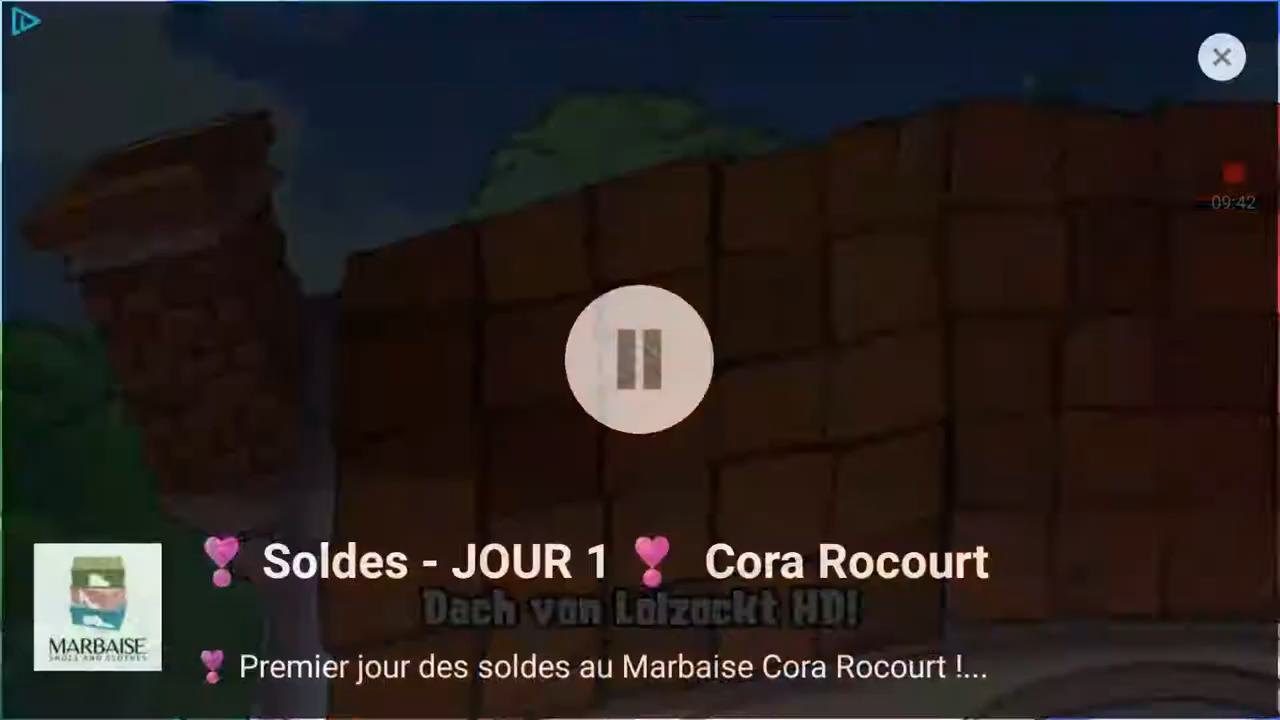 09:42
❣ Soldes - JOUR 1 ❣ Cora Rocourt
Dach von Lolzockt HD!
MARBAISE
SHOES AND CLOTHES
❣ Premier jour des soldes au Marbaise Cora Rocourt !...